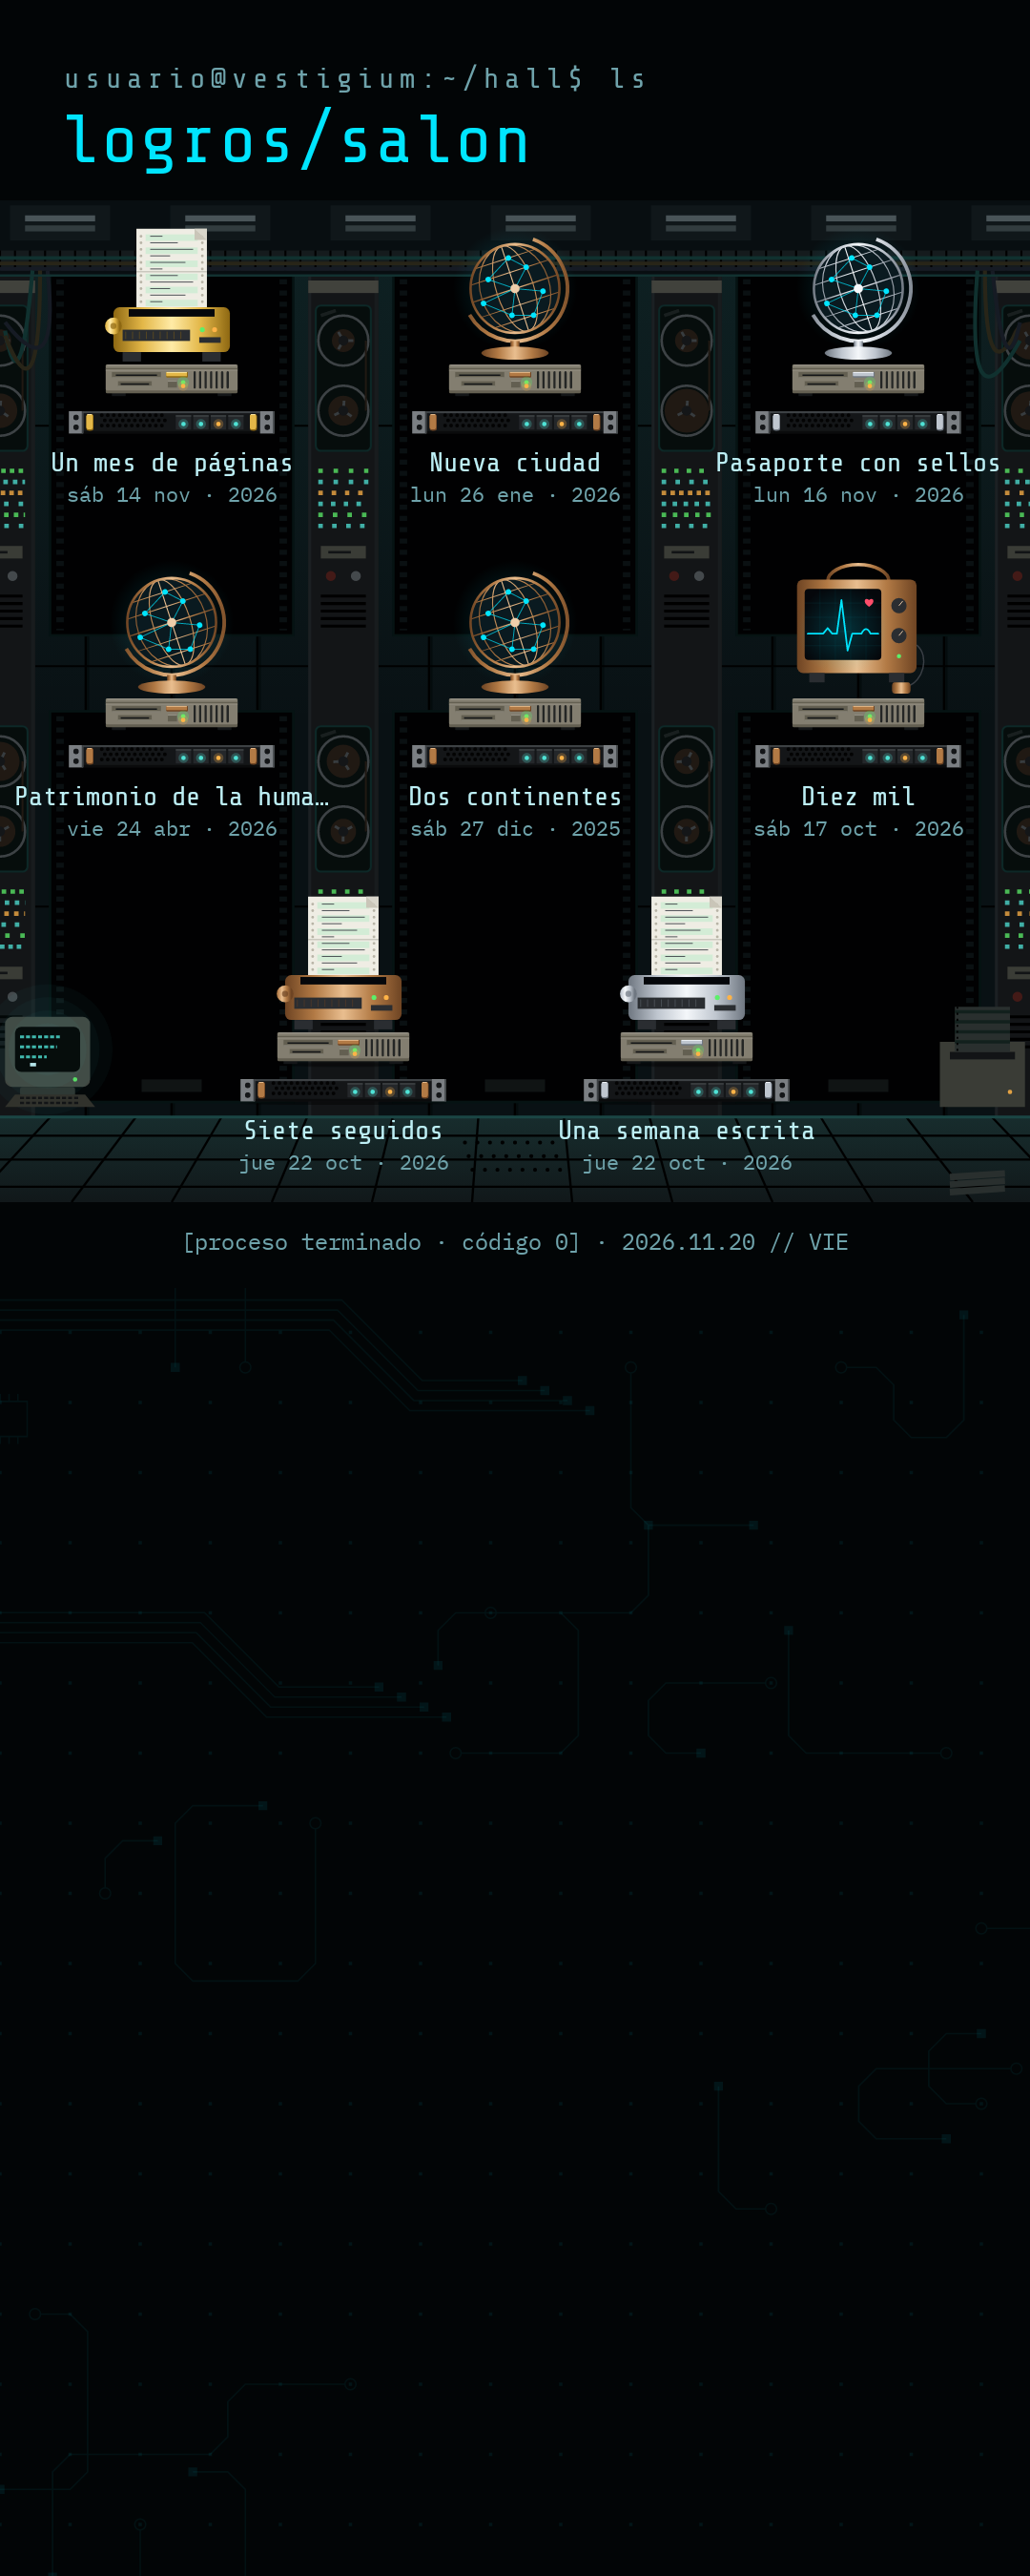 usuario@vestigium:~/hall$ ls
logros/salon
Un mes de páginas
sáb 14 nov · 2026
Nueva ciudad
lun 26 ene · 2026
Pasaporte con sellos
lun 16 nov · 2026
Patrimonio de la huma…
vie 24 abr · 2026
Dos continentes
sáb 27 dic · 2025
Diez mil
sáb 17 oct · 2026
Siete seguidos
jue 22 oct · 2026
Una semana escrita
jue 22 oct · 2026
[proceso terminado · código 0] · 2026.11.20 // VIE